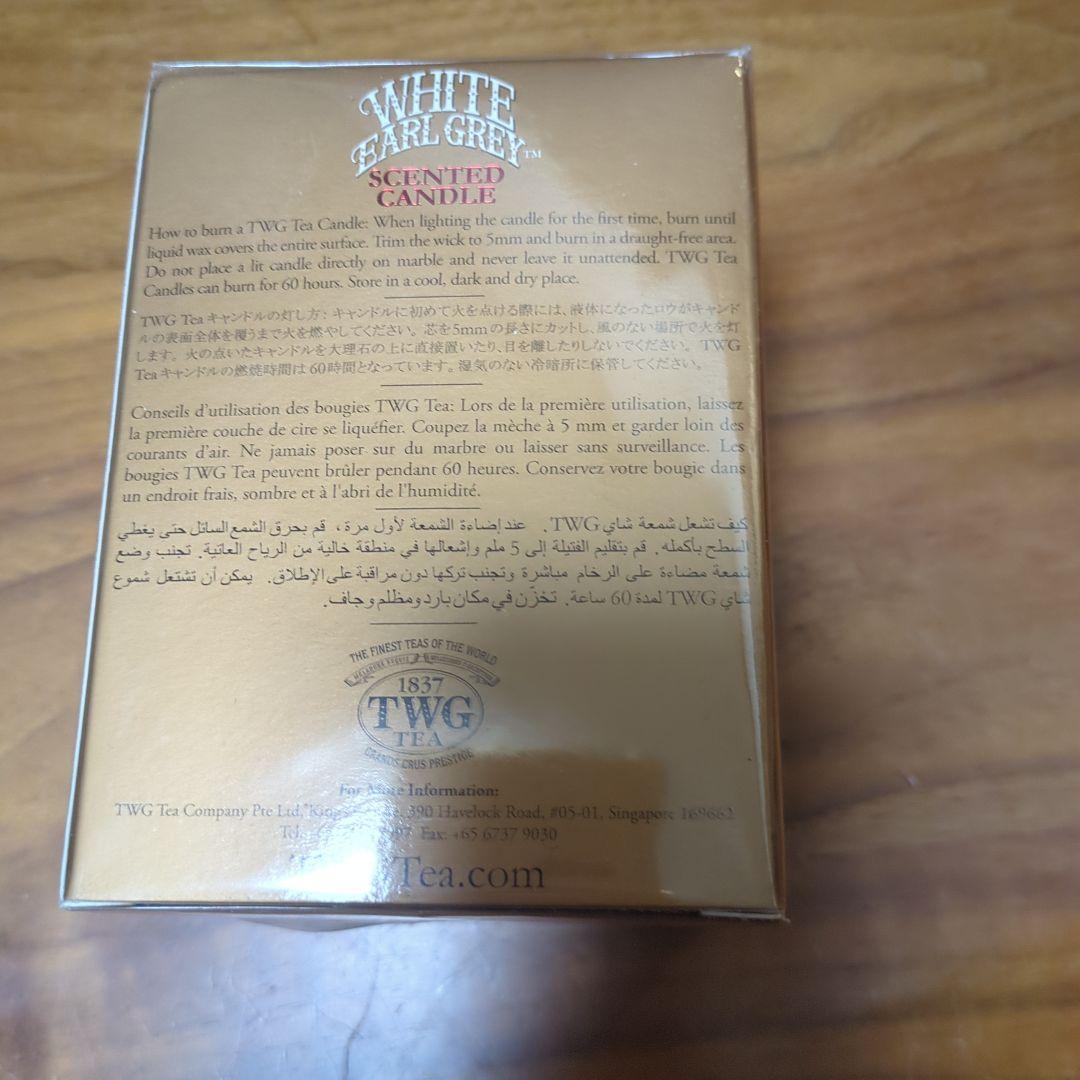 WHITE
EARL GREY™
SCENTED
CANDLE
How to burn a TWG Tea Candle: When lighting the candle for the first time, burn until
liquid wax covers the entire surface. Trim the wick to 5mm and burn in a draught-free area.
Do not place a lit candle directly on marble and never leave it unattended. TWG Tea
Candles can burn for 60 hours. Store in a cool, dark and dry place.
TWG Teaキャンドルの灯し方: キャンドルに初めて火を点ける際には、液体になったロウがキャンド
ルの表面全体を覆うまで火を燃やしてください。芯を5mmの長さにカットし、風のない場所で火を灯
します。火の点いたキャンドルを大理石の上に直接置いたり、目を離したりしないでください。 TWG
Teaキャンドルの燃焼時間は60時間となっています。湿気のない冷暗所に保管してください。
Conseils d'utilisation des bougies TWG Tea: Lors de la première utilisation, laissez
la première couche de cire se liquéfier. Coupez la mèche à 5 mm et garder loin des
courants d'air. Ne jamais poser sur du marbre ou laisser sans surveillance. Les
bougies TWG Tea peuvent brûler pendant 60 heures. Conservez votre bougie dans
un endroit frais, sombre et à l'abri de l'humidité.
كيف تشعل شمعة شاي TWG. عند إضاءة الشمعة لأول مرة، قم بحرق الشمع السائل حتى يغطي
السطح بأكمله. قم بتقليم الفتيلة إلى 5 ملم وإشعالها في منطقة خالية من الرياح العاتية. تجنب وضع
شمعة مضاءة على الرخام مباشرة وتجنب تركها دون مراقبة على الإطلاق. يمكن أن تشتعل شموع
شاي TWG لمدة 60 ساعة. تخزّن في مكان بارد ومظلم وجاف.
THE FINEST TEAS OF THE WORLD
1837
TWG
TEA
GRANDS CRUS PRESTIGE
For More Information:
TWG Tea Company Pte Ltd, 390 Havelock Road, #05-01, Singapore 169662
Tel. Fax: +65 6737 9030
Tea.com